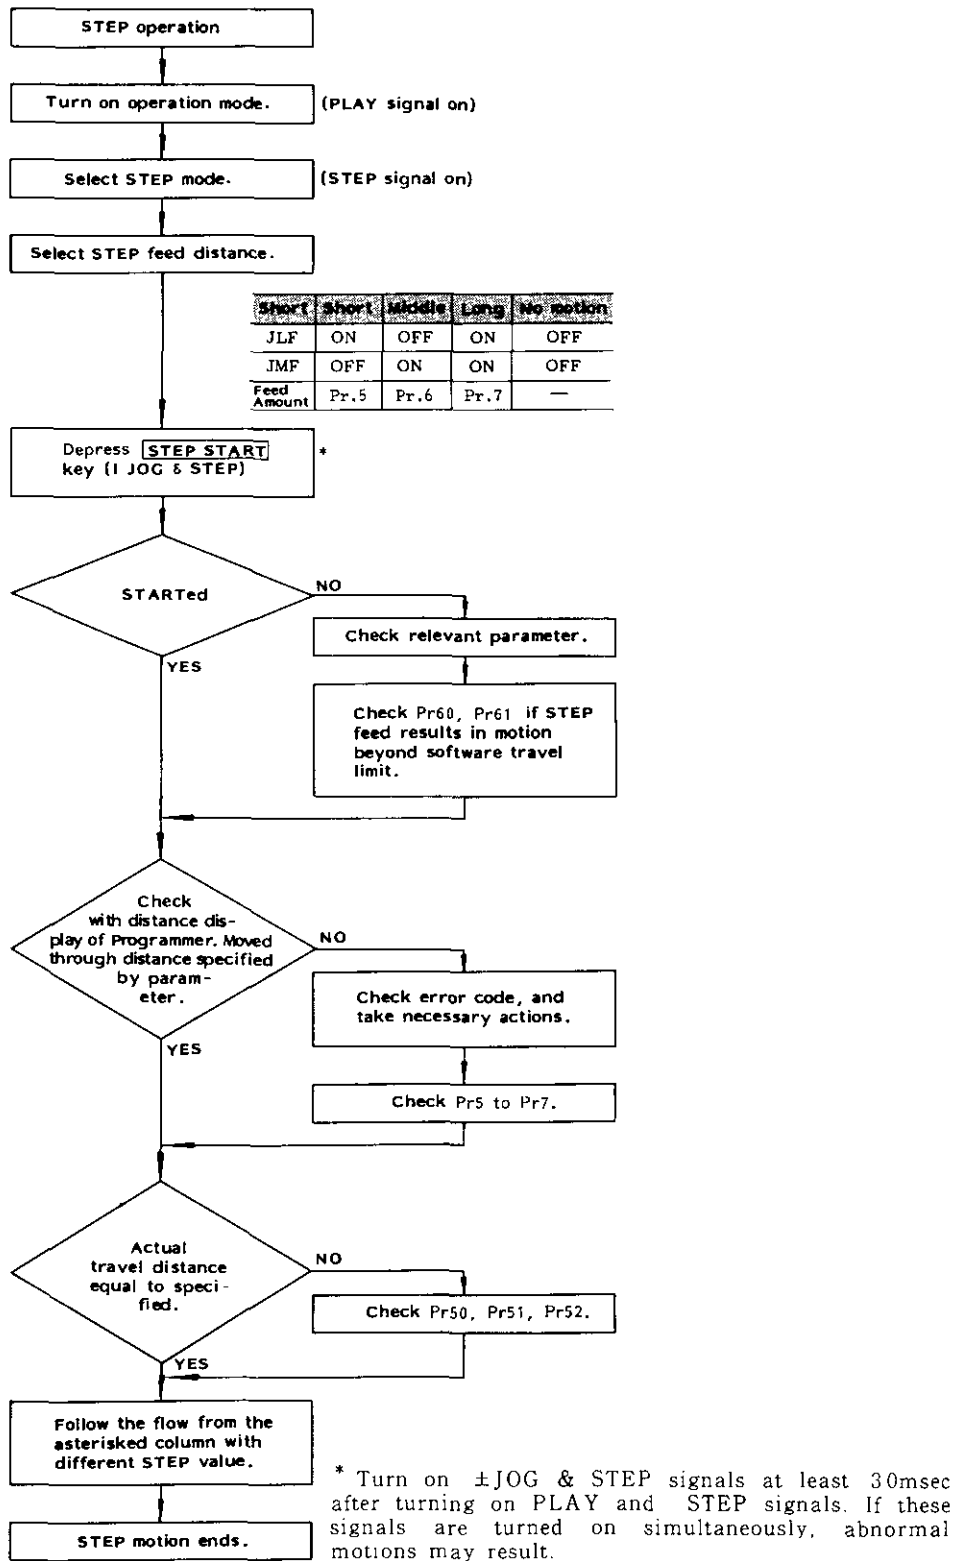 STEP operation
Turn on operation mode.
(PLAY signal on)
Select STEP mode.
(STEP signal on)
Select STEP feed distance.
Short Short Middle Long No motion
JLF ON OFF ON OFF
JMF OFF ON ON OFF
Feed
Amount Pr.5 Pr.6 Pr.7 —
Depress STEP START *
key (I JOG & STEP)
STARTed
NO
YES
Check relevant parameter.
Check Pr60, Pr61 if STEP
feed results in motion
beyond software travel
limit.
Check
with distance dis-
play of Programmer. Moved
through distance specified
by param-
eter.
NO
YES
Check error code, and
take necessary actions.
Check Pr5 to Pr7.
Actual
travel distance
equal to speci-
fied.
NO
YES
Check Pr50, Pr51, Pr52.
Follow the flow from the
asterisked column with
different STEP value.
STEP motion ends.
* Turn on ±JOG & STEP signals at least 30msec
after turning on PLAY and STEP signals. If these
signals are turned on simultaneously, abnormal
motions may result.